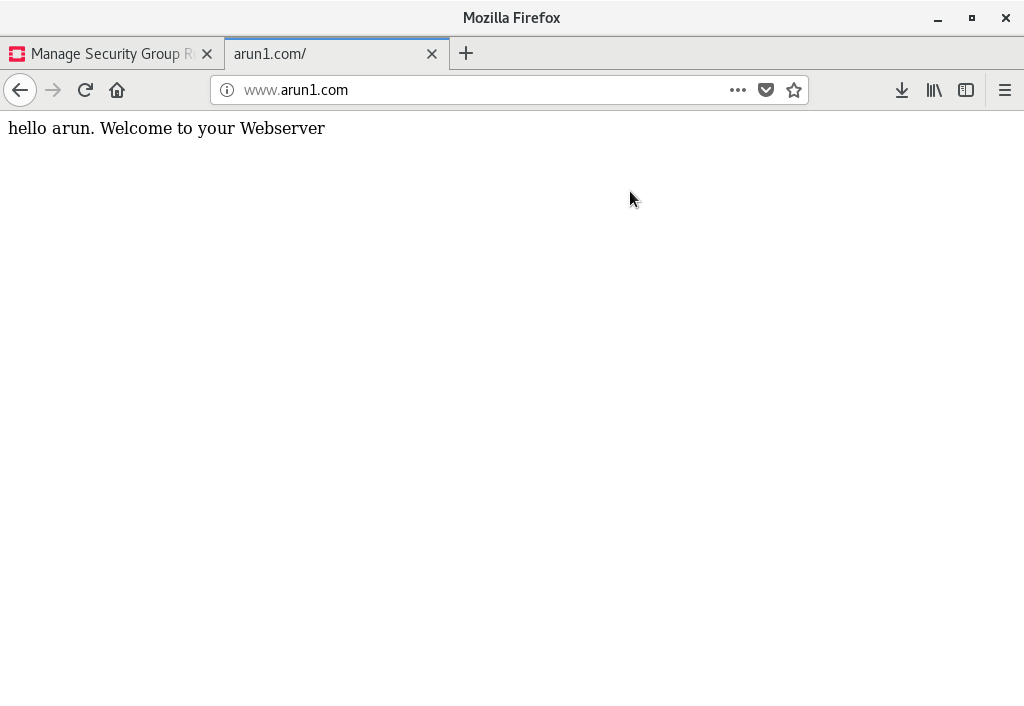 Mozilla Firefox
Manage Security Group R
arun1.com/
www.arun1.com
hello arun. Welcome to your Webserver